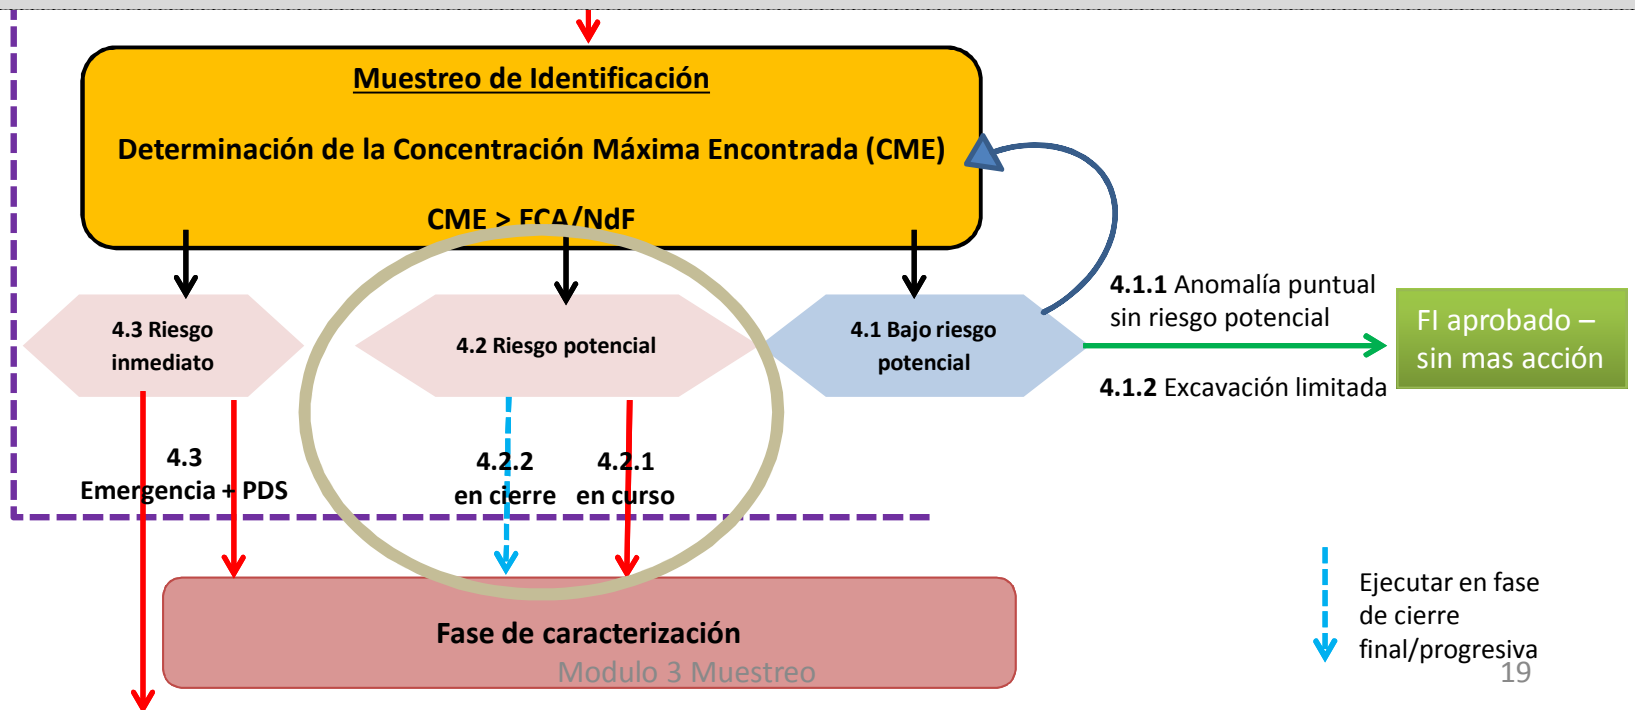 Muestreo de Identificación
Determinación de la Concentración Máxima Encontrada (CME)
CME > ECA/NdF
4.3 Riesgo
inmediato
4.2 Riesgo potencial
4.1 Bajo riesgo
potencial
4.1.1 Anomalía puntual
sin riesgo potencial
4.1.2 Excavación limitada
FI aprobado –
sin mas acción
4.3
Emergencia + PDS
4.2.2
en cierre
4.2.1
en curso
Fase de caracterización
Ejecutar en fase
de cierre
final/progresiva
Modulo 3 Muestreo
19